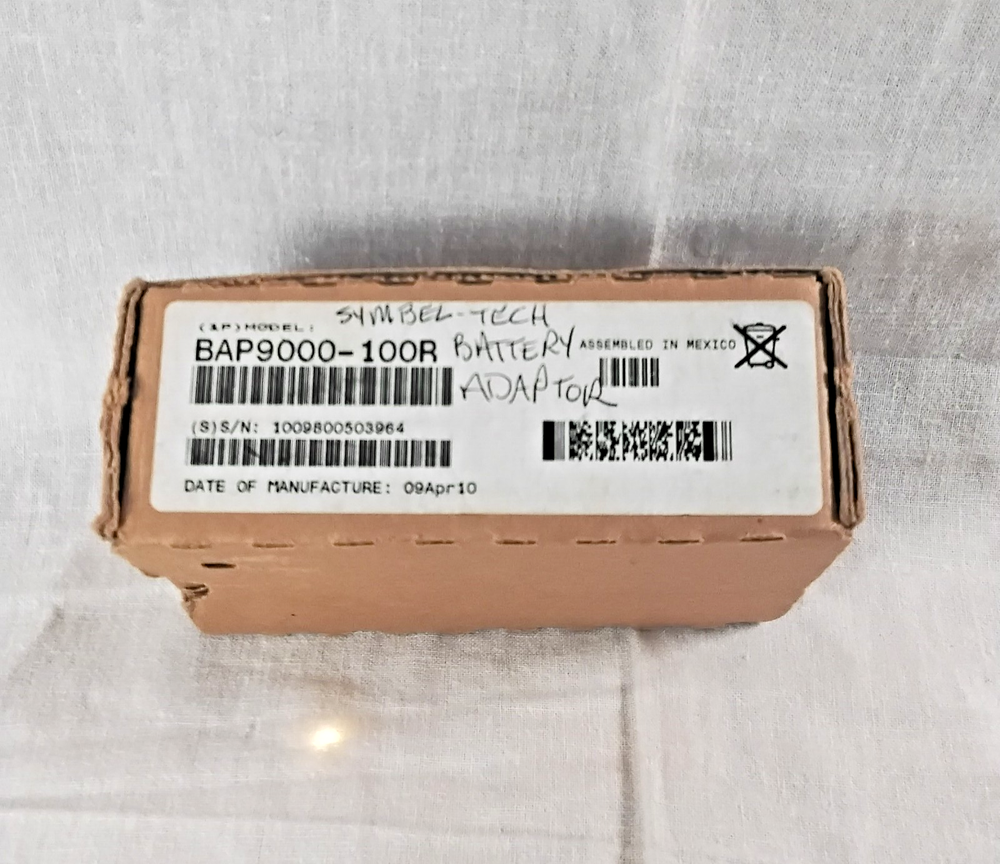 SYMBEL-TECH
(1P)MODEL:
BAP9000-100R BATTERY ASSEMBLED IN MEXICO
ADAPTOR
(S)S/N: 1009800503964
DATE OF MANUFACTURE: 09Apr10